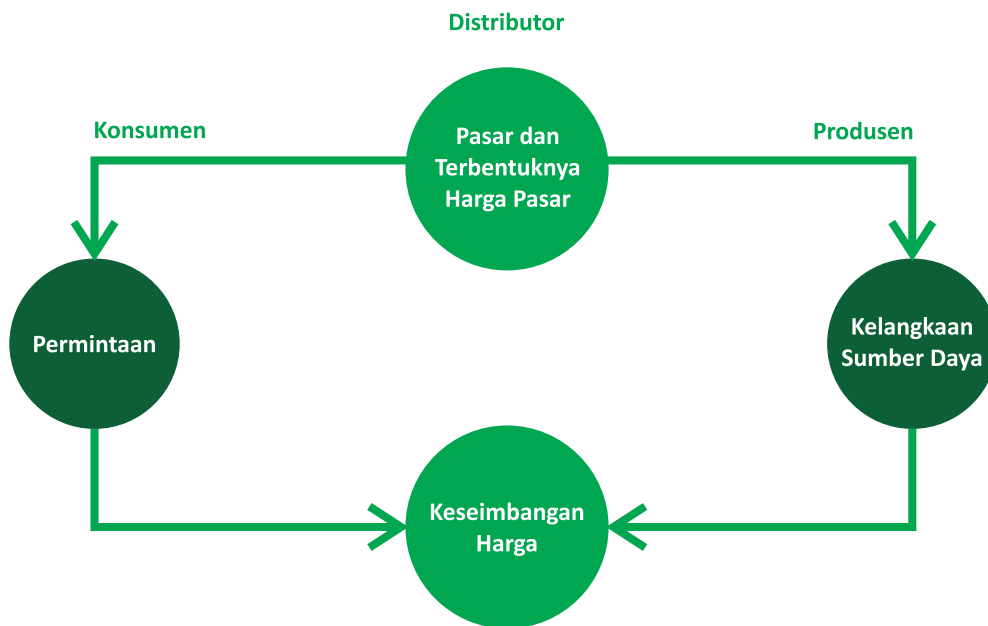 Distributor
Konsumen
Pasar dan
Terbentuknya
Harga Pasar
Produsen
Permintaan
Kelangkaan
Sumber Daya
Keseimbangan
Harga